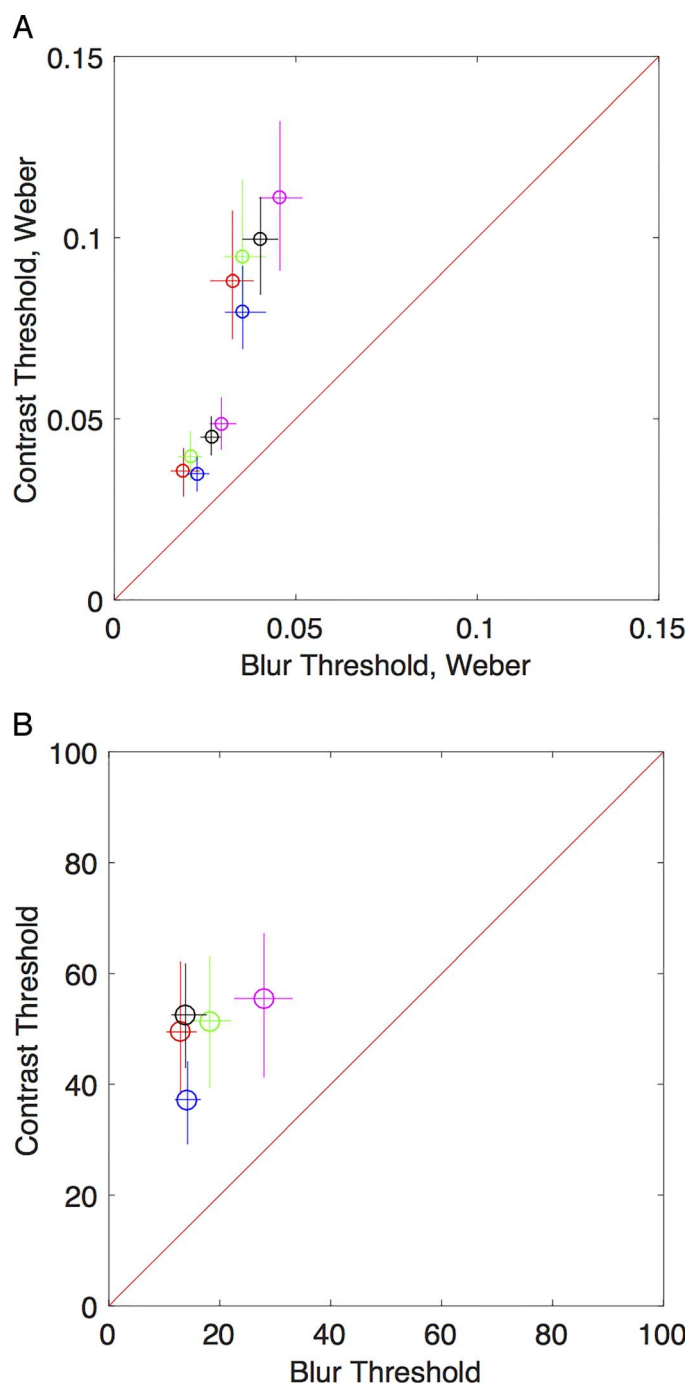 A
0.15
0.1
0.05
0
Contrast Threshold, Weber
0 0.05 0.1 0.15
Blur Threshold, Weber
B
100
80
60
40
20
0
Contrast Threshold
0 20 40 60 80 100
Blur Threshold